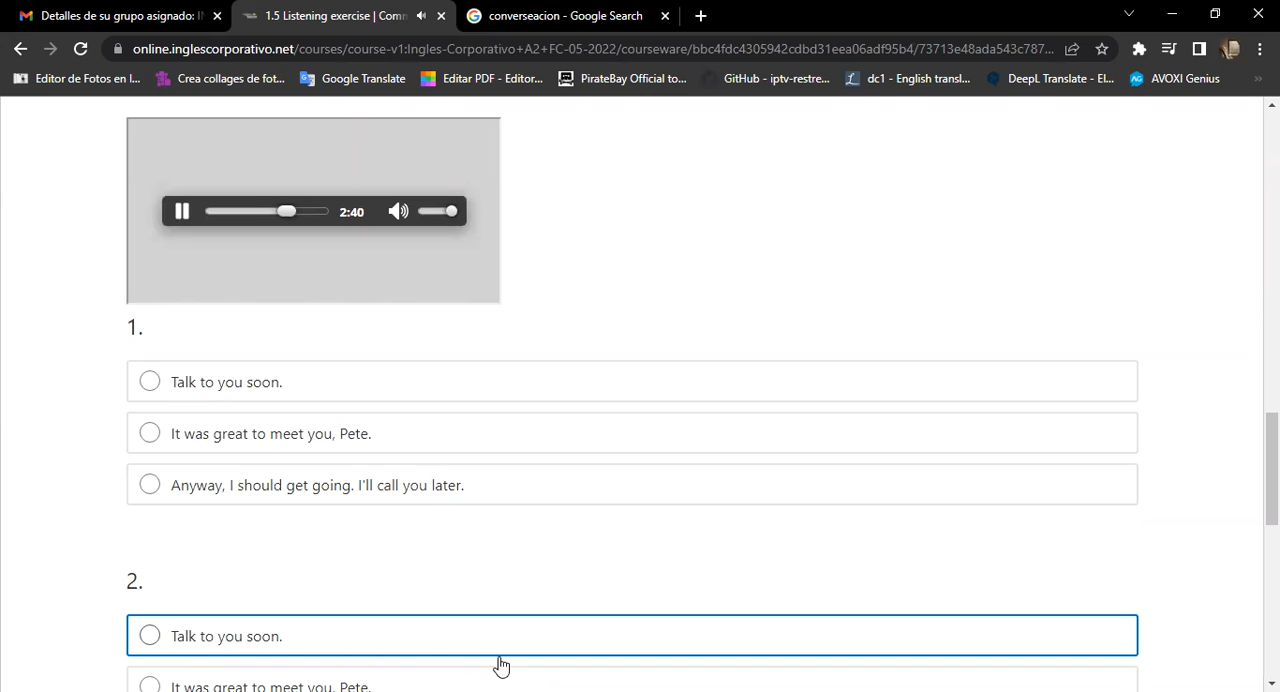 Detalles de su grupo asignado: I
1.5 Listening exercise | Com
converseacion - Google Search
online.inglescorporativo.net/courses/course-v1:Ingles-Corporativo+A2+FC-05-2022/courseware/bbc4fdc4305942cdbd31eea06adf95b4/73713e48ada543c787...
Editor de Fotos en l...
Crea collages de fot...
Google Translate
Editar PDF - Editor...
PirateBay Official to...
GitHub - iptv-restre...
dc1 - English transl...
DeepL Translate - El...
AVOXI Genius
2:40
1.
Talk to you soon.
It was great to meet you, Pete.
Anyway, I should get going. I'll call you later.
2.
Talk to you soon.
It was great to meet you, Pete.